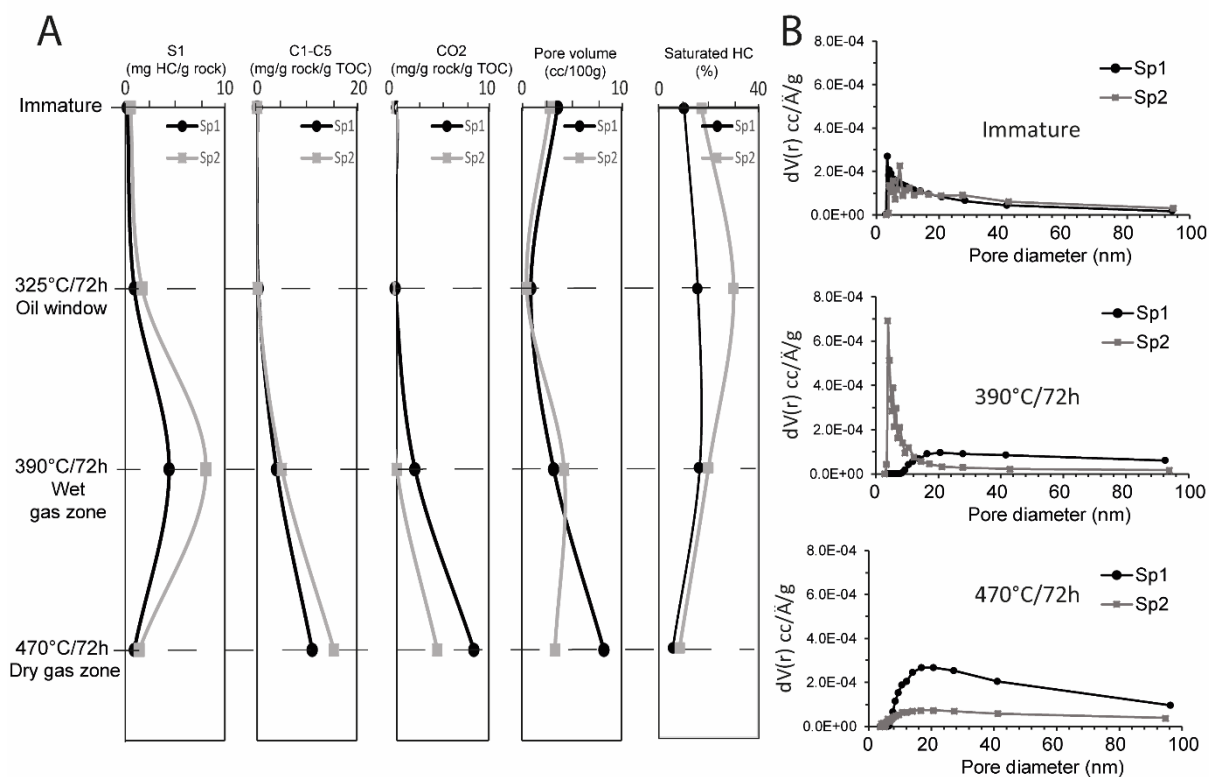 A
S1
(mg HC/g rock)
0 10
C1-C5
(mg/g rock/g TOC)
0 10 20
CO2
(mg/g rock/g TOC)
0 10
Pore volume
(cc/100g)
0 10
Saturated HC
(%)
0 20 40
Immature
Sp1
Sp2
Sp1
Sp2
Sp1
Sp2
Sp1
Sp2
Sp1
Sp2
325°C/72h
Oil window
390°C/72h
Wet
gas zone
470°C/72h
Dry gas zone
B
dV(r) cc/Ä/g
8.0E-04
6.0E-04
4.0E-04
2.0E-04
0.0E+00
Sp1
Sp2
Immature
0 20 40 60 80 100
Pore diameter (nm)
dV(r) cc/Ä/g
8.0E-04
6.0E-04
4.0E-04
2.0E-04
0.0E+00
Sp1
Sp2
390°C/72h
0 20 40 60 80 100
Pore diameter (nm)
dV(r) cc/Ä/g
8.0E-04
6.0E-04
4.0E-04
2.0E-04
0.0E+00
Sp1
Sp2
470°C/72h
0 20 40 60 80 100
Pore diameter (nm)